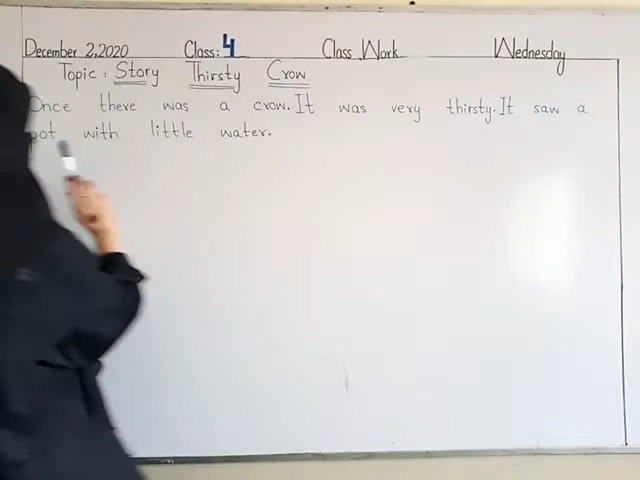 December 2,2020 Class: 4 Class Work Wednesday
Topic: Story Thirsty Crow
Once there was a crow. It was very thirsty. It saw a
pot with little water.